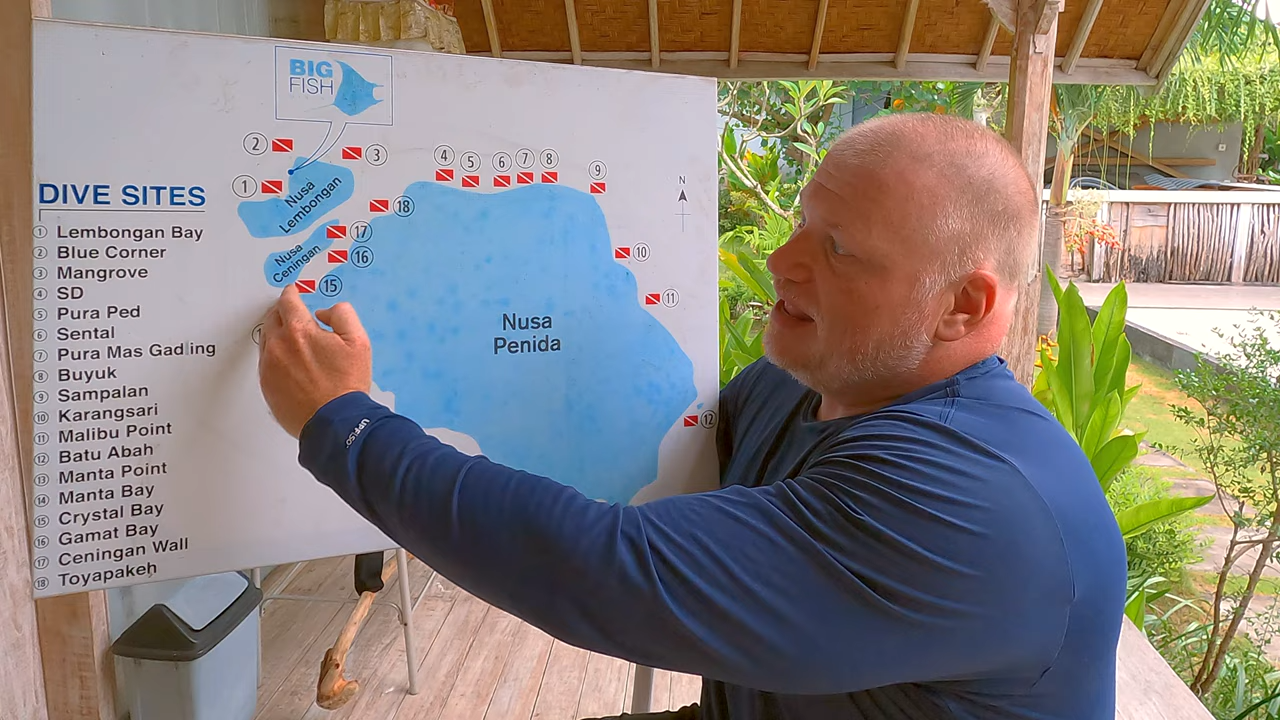 BIG
FISH
2
3
1
4
5
6
7
8
9
N
Nusa
Lembongan
18
17
Nusa
Ceningan
16
15
10
11
12
Nusa
Penida
DIVE SITES
1 Lembongan Bay
2 Blue Corner
3 Mangrove
4 SD
5 Pura Ped
6 Sental
7 Pura Mas Gading
8 Buyuk
9 Sampalan
10 Karangsari
11 Malibu Point
12 Batu Abah
13 Manta Point
14 Manta Bay
15 Crystal Bay
16 Gamat Bay
17 Ceningan Wall
18 Toyapakeh